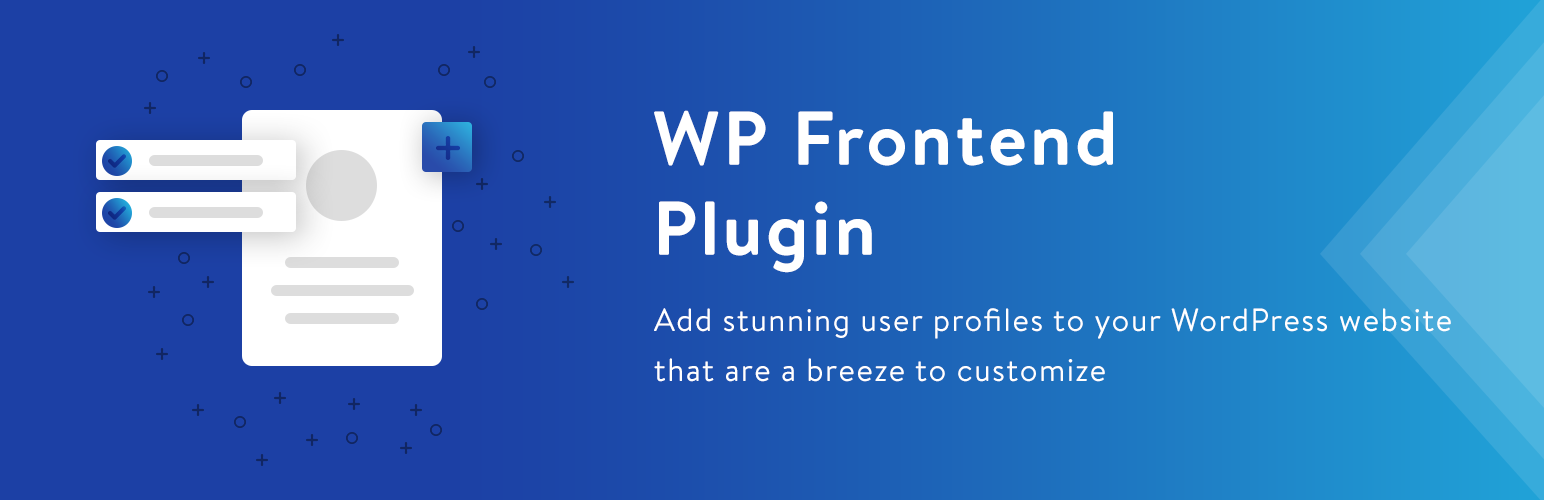 WP Frontend
Plugin
Add stunning user profiles to your WordPress website
that are a breeze to customize